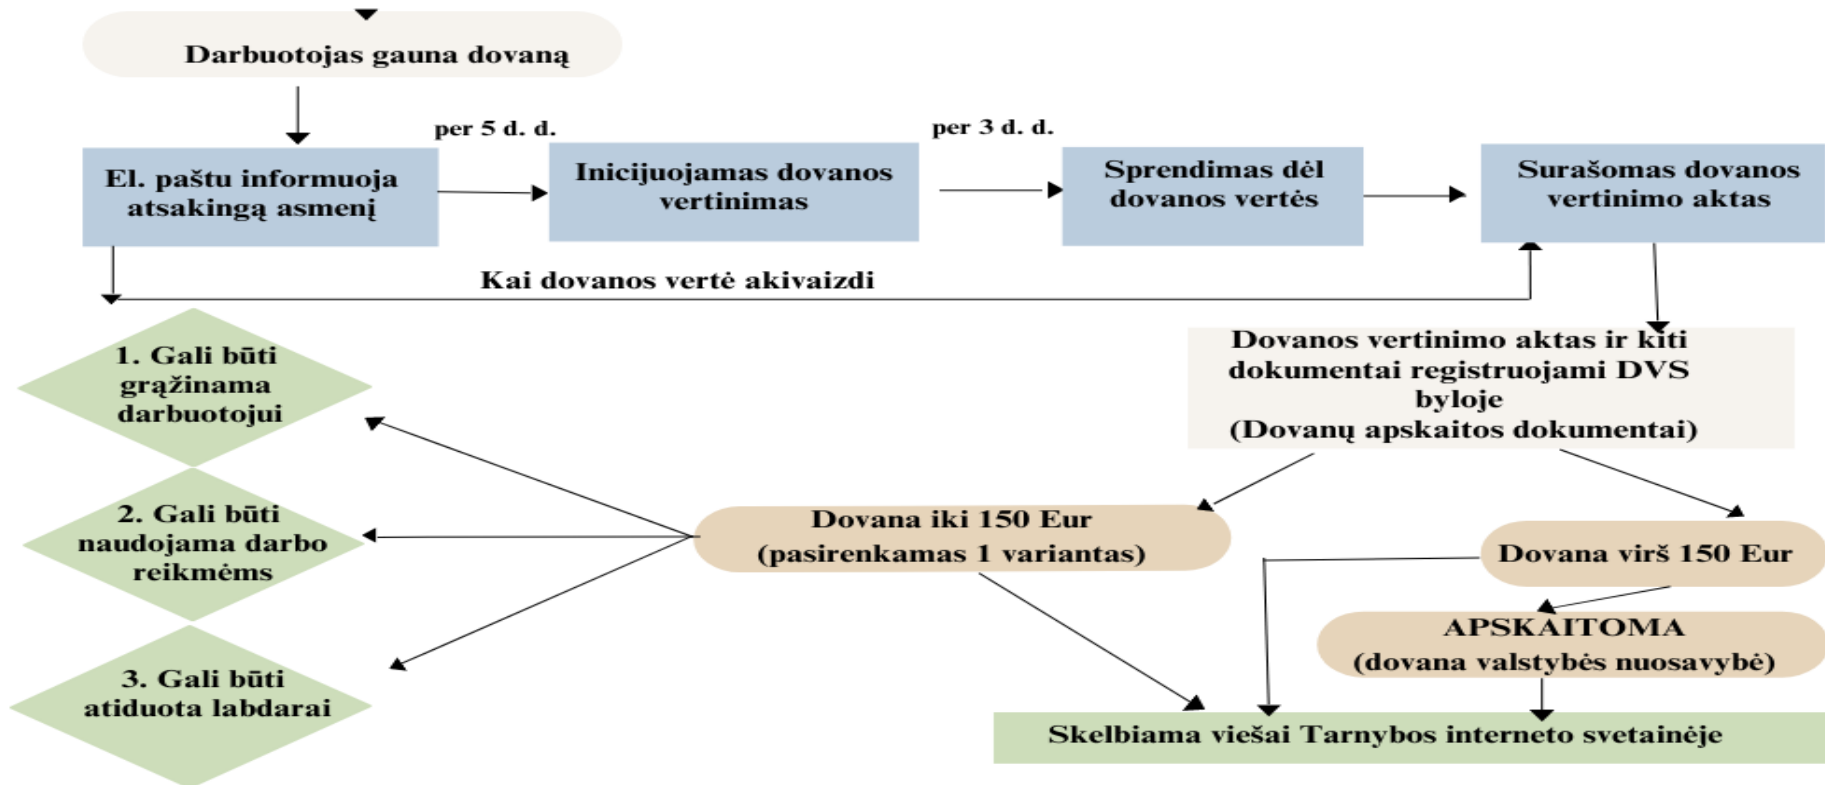 Darbuotojas gauna dovaną
per 5 d. d.
per 3 d. d.
El. paštu informuoja
atsakingą asmenį
Inicijuojamas dovanos
vertinimas
Sprendimas dėl
dovanos vertės
Surašomas dovanos
vertinimo aktas
Kai dovanos vertė akivaizdi
1. Gali būti
grąžinama
darbuotojui
Dovanos vertinimo aktas ir kiti
dokumentai registruojami DVS
byloje
(Dovanų apskaitos dokumentai)
2. Gali būti
naudojama darbo
reikmėms
Dovana iki 150 Eur
(pasirenkamas 1 variantas)
Dovana virš 150 Eur
APSKAITOMA
(dovana valstybės nuosavybė)
3. Gali būti
atiduota labdarai
Skelbiama viešai Tarnybos interneto svetainėje